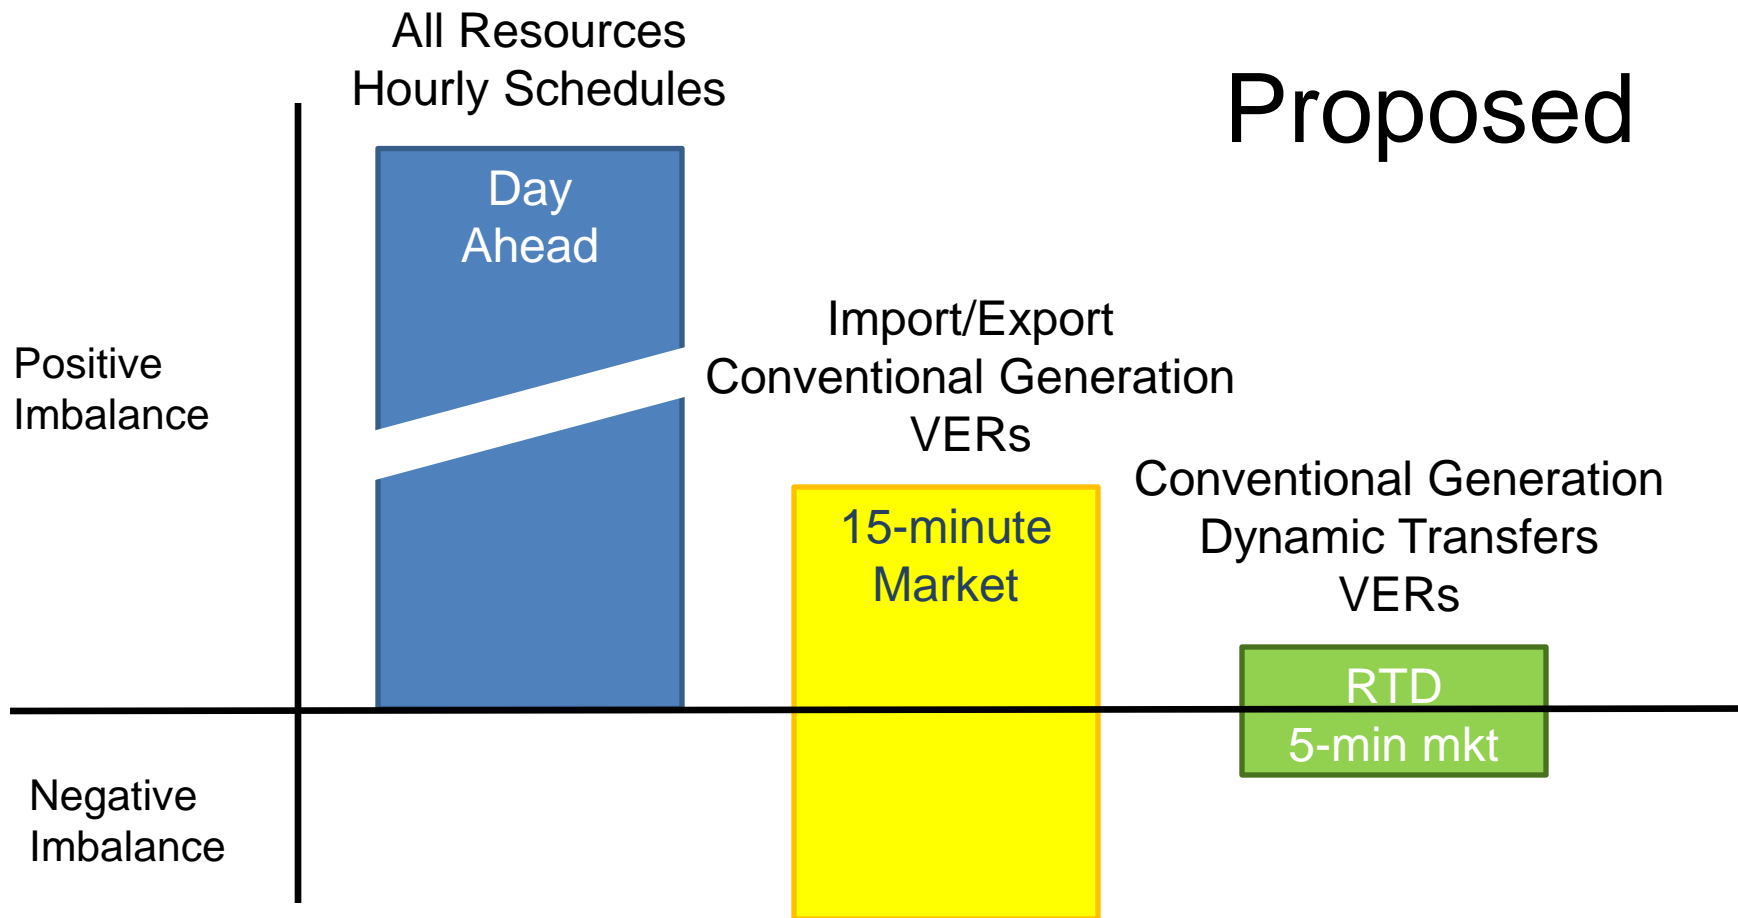 All Resources
Hourly Schedules
Proposed
Day
Ahead
Import/Export
Conventional Generation
VERs
Positive
Imbalance
Conventional Generation
Dynamic Transfers
VERs
15-minute
Market
RTD
5-min mkt
Negative
Imbalance